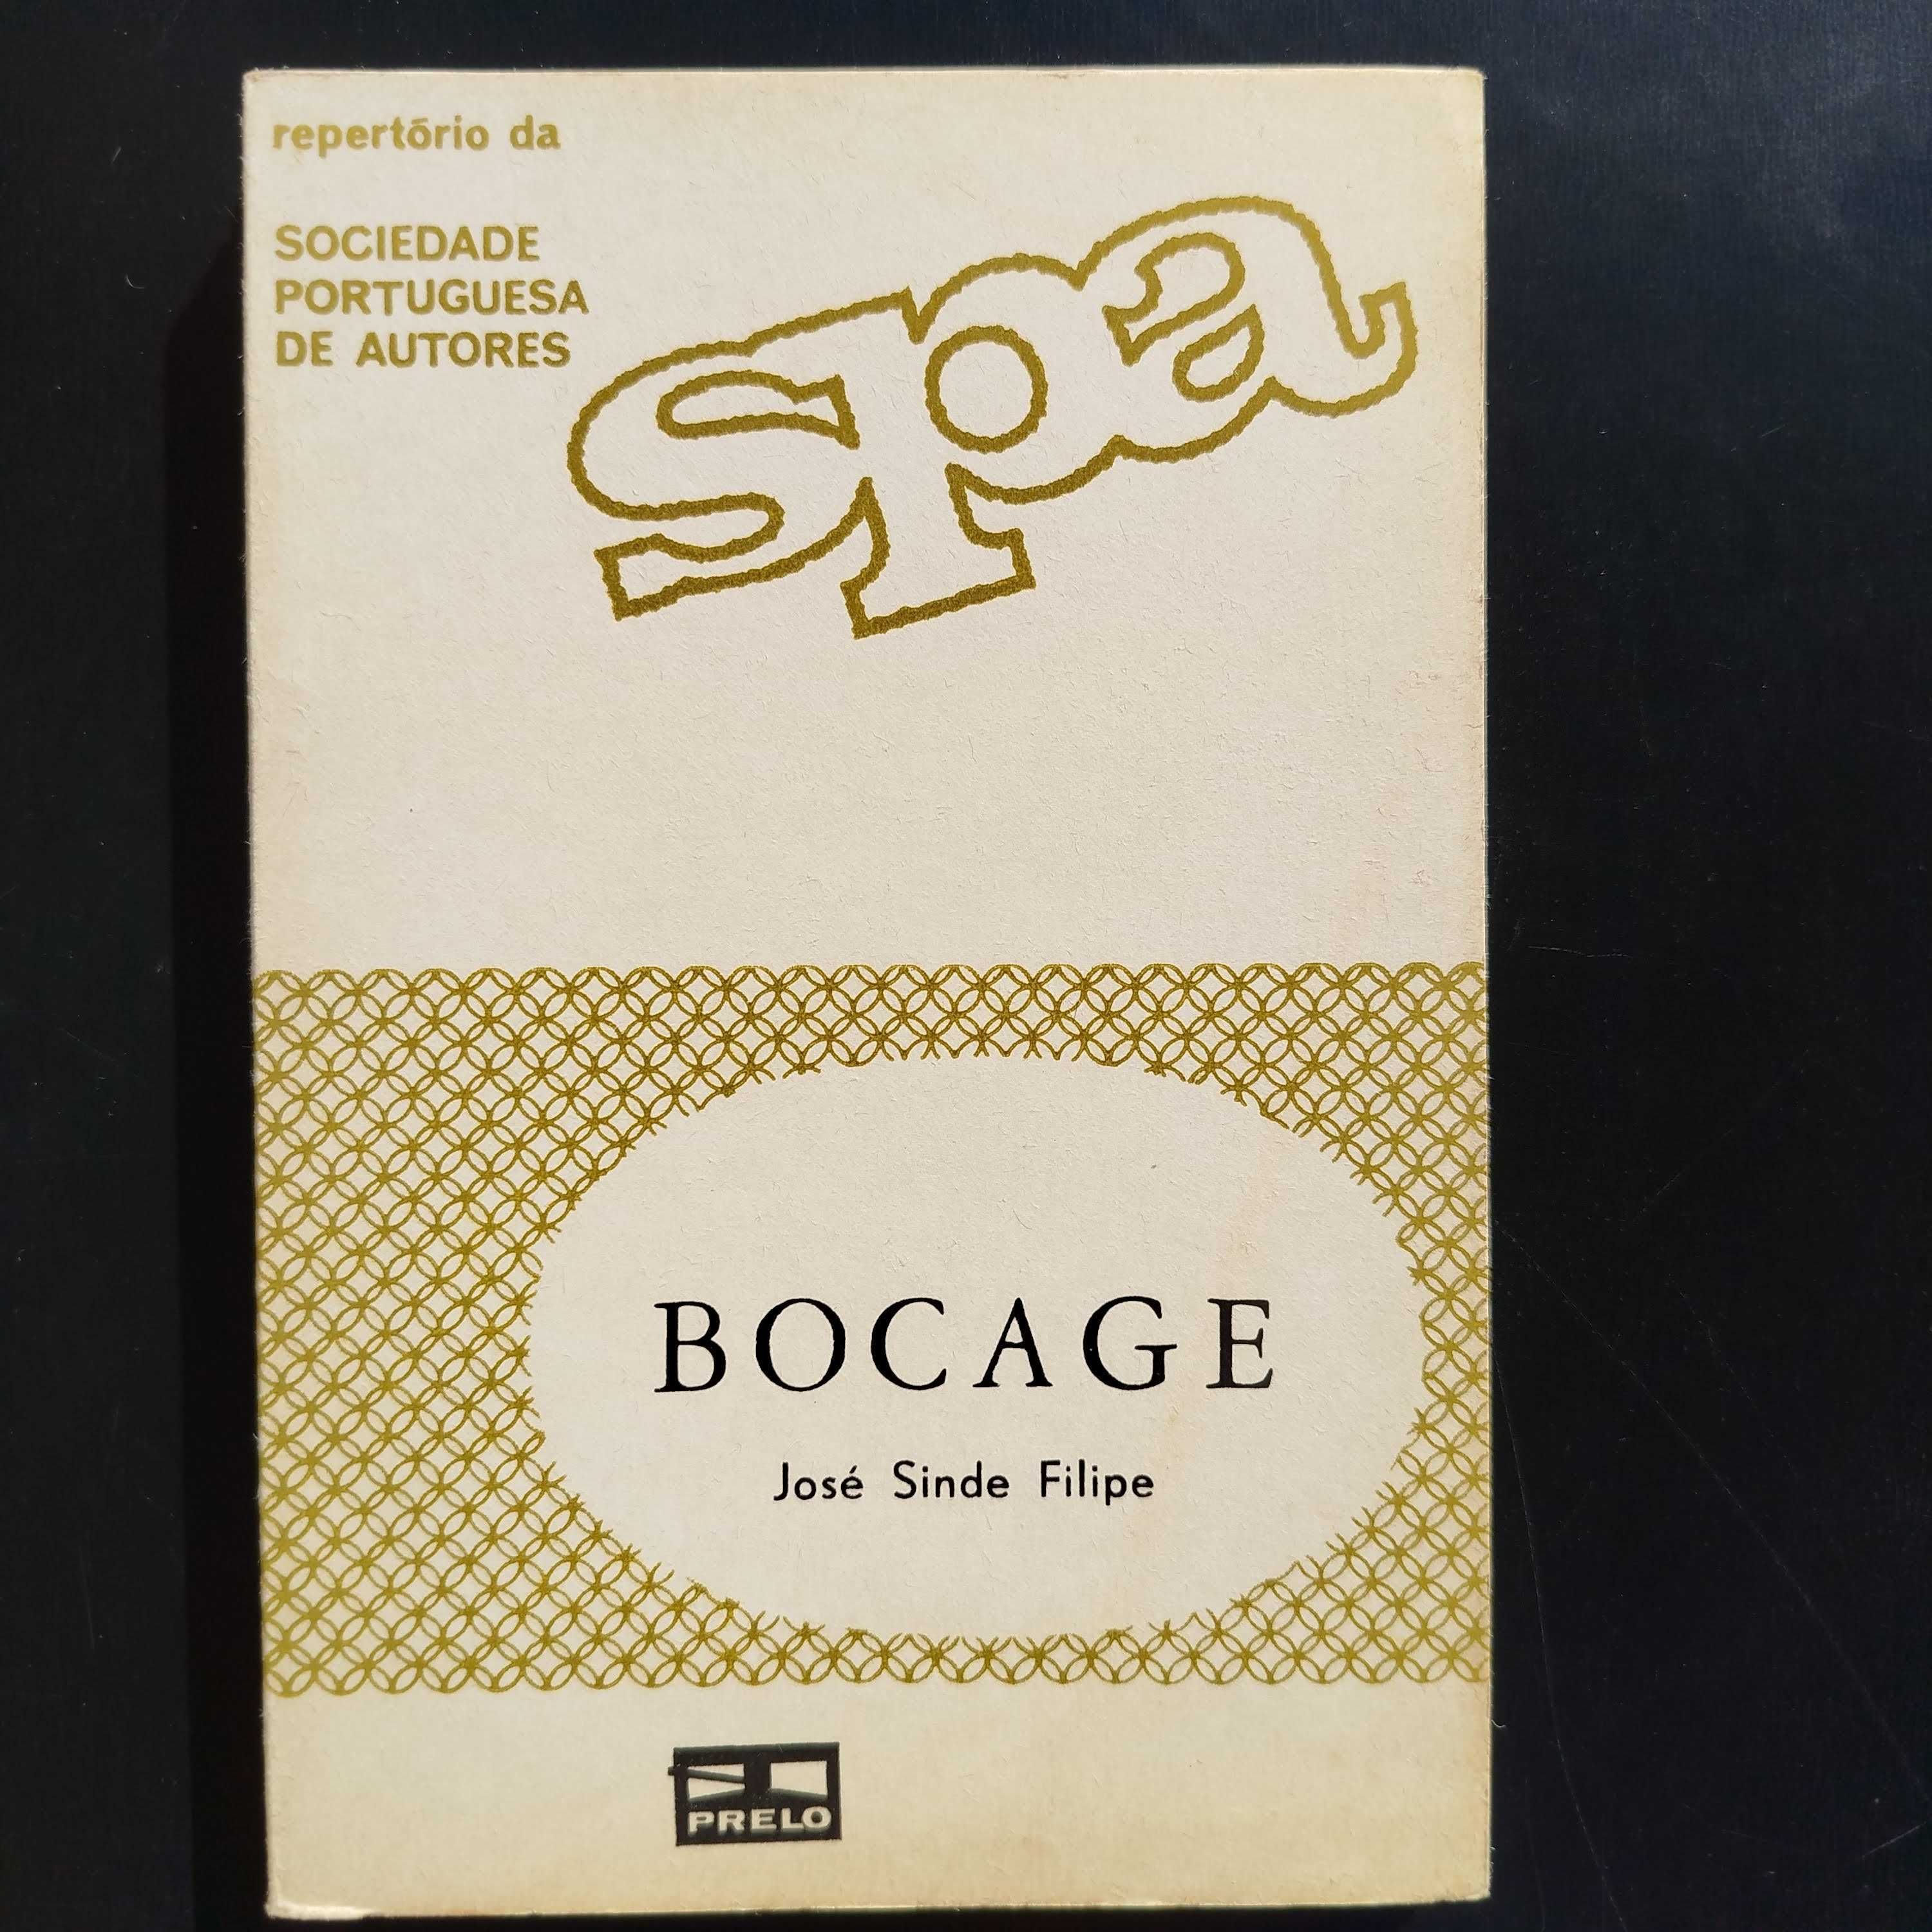 repertório da
SOCIEDADE
PORTUGUESA
DE AUTORES
spa
BOCAGE
José Sinde Filipe
PRELO